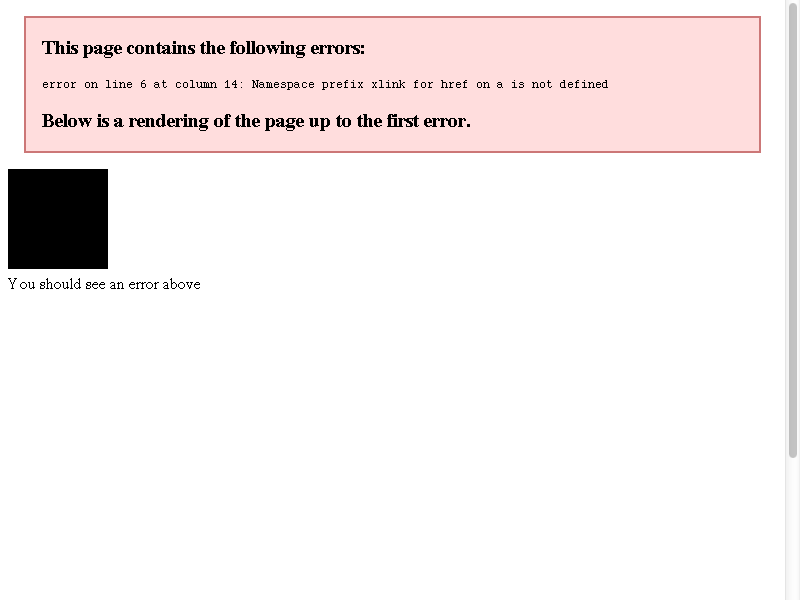 This page contains the following errors:
error on line 6 at column 14: Namespace prefix xlink for href on a is not defined
Below is a rendering of the page up to the first error.
You should see an error above